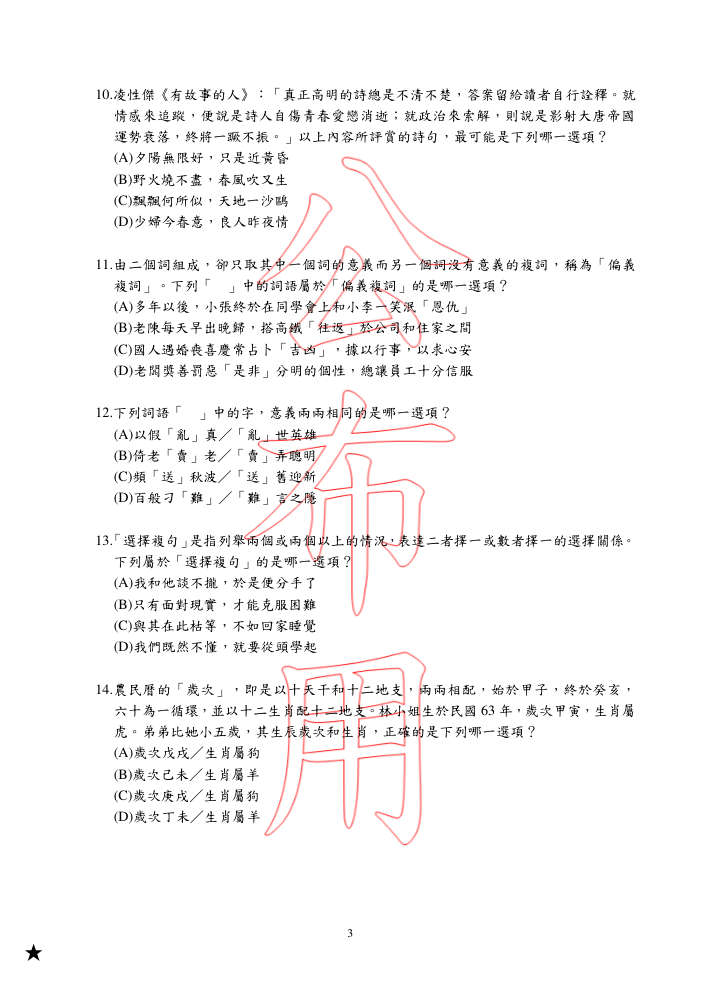 10.凌性傑《有故事的人》：「真正高明的詩總是不清不楚，答案留給讀者自行詮釋。就
情感來追蹤，便說是詩人自傷青春愛戀消逝；就政治來索解，則說是影射大唐帝國
運勢衰落，終將一蹶不振。」以上內容所評賞的詩句，最可能是下列哪一選項？
(A)夕陽無限好，只是近黃昏
(B)野火燒不盡，春風吹又生
(C)飄飄何所似，天地一沙鷗
(D)少婦今春意，良人昨夜情
11.由二個詞組成，卻只取其中一個詞的意義而另一個詞沒有意義的複詞，稱為「偏義
複詞」。下列「　」中的詞語屬於「偏義複詞」的是哪一選項？
(A)多年以後，小張終於在同學會上和小李一笑泯「恩仇」
(B)老陳每天早出晚歸，搭高鐵「往返」於公司和住家之間
(C)國人遇婚喪喜慶常占卜「吉凶」，據以行事，以求心安
(D)老闆獎善罰惡「是非」分明的個性，總讓員工十分信服
12.下列詞語「　」中的字，意義兩兩相同的是哪一選項？
(A)以假「亂」真／「亂」世英雄
(B)倚老「賣」老／「賣」弄聰明
(C)頻「送」秋波／「送」舊迎新
(D)百般刁「難」／「難」言之隱
13.「選擇複句」是指列舉兩個或兩個以上的情況，表達二者擇一或數者擇一的選擇關係。
下列屬於「選擇複句」的是哪一選項？
(A)我和他談不攏，於是便分手了
(B)只有面對現實，才能克服困難
(C)與其在此枯等，不如回家睡覺
(D)我們既然不懂，就要從頭學起
14.農民曆的「歲次」，即是以十天干和十二地支，兩兩相配，始於甲子，終於癸亥，
六十為一循環，並以十二生肖配十二地支。林小姐生於民國 63 年，歲次甲寅，生肖屬
虎。弟弟比她小五歲，其生辰歲次和生肖，正確的是下列哪一選項？
(A)歲次戊戌／生肖屬狗
(B)歲次己未／生肖屬羊
(C)歲次庚戌／生肖屬狗
(D)歲次丁未／生肖屬羊
公
布
用
3
★